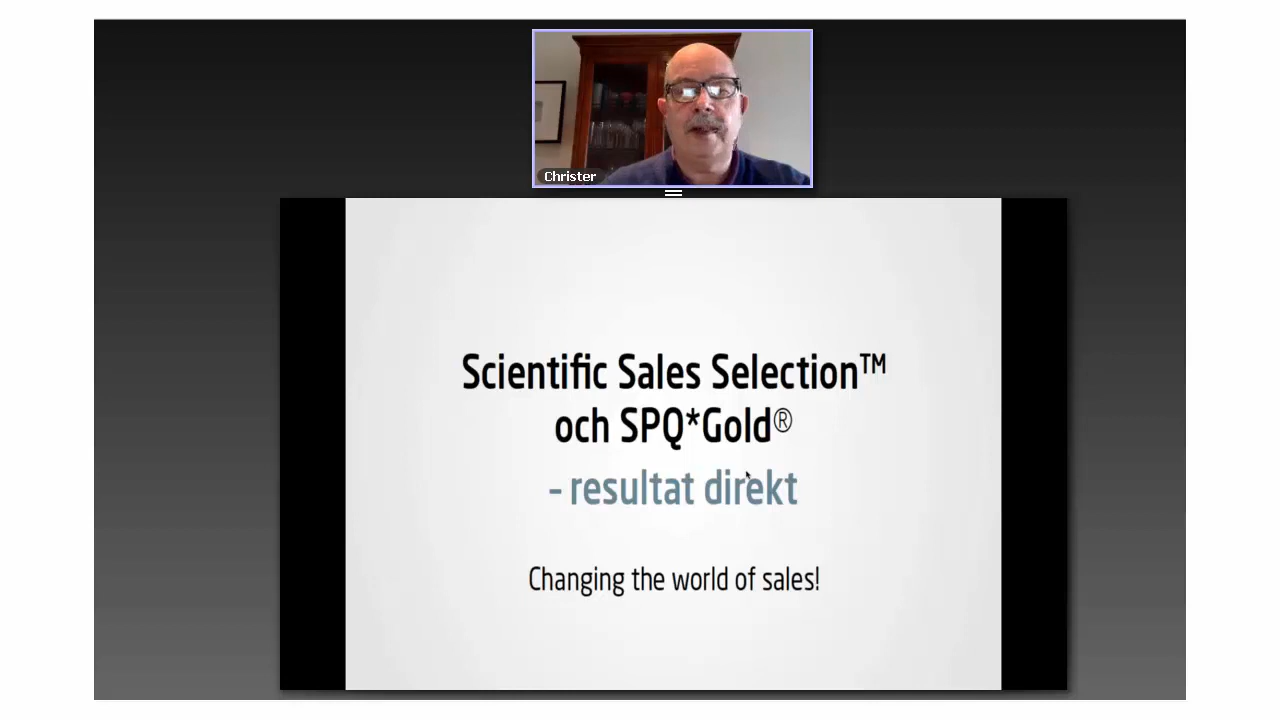 Christer
Scientific Sales Selection™
och SPQ*Gold®
- resultat direkt
Changing the world of sales!